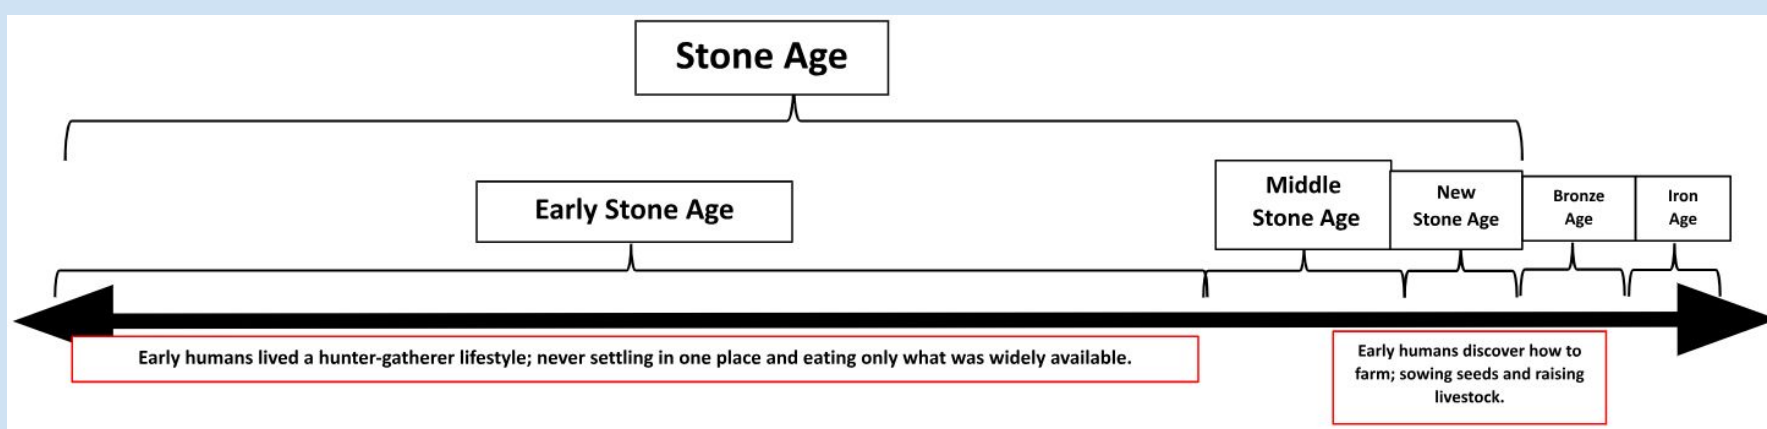 Stone Age
Early Stone Age
Middle
Stone Age
New
Stone Age
Bronze
Age
Iron
Age
Early humans lived a hunter-gatherer lifestyle; never settling in one place and eating only what was widely available.
Early humans discover how to
farm; sowing seeds and raising
livestock.